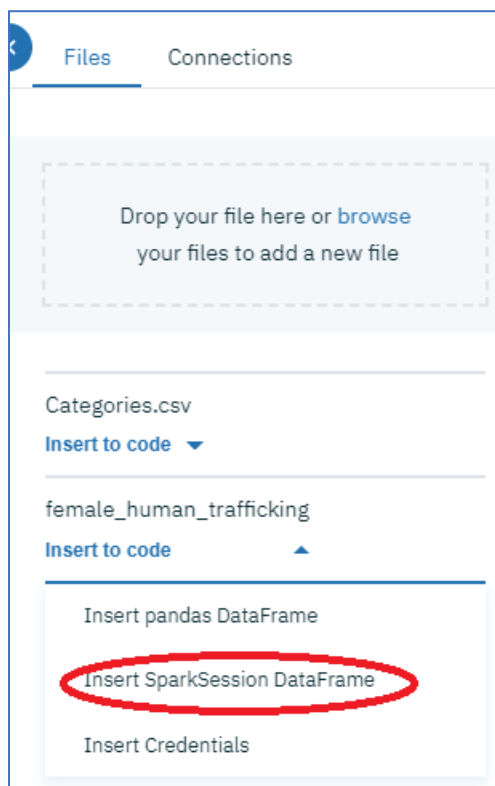 Files Connections
Drop your file here or browse
your files to add a new file
Categories.csv
Insert to code
female_human_trafficking
Insert to code
Insert pandas DataFrame
Insert SparkSession DataFrame
Insert Credentials